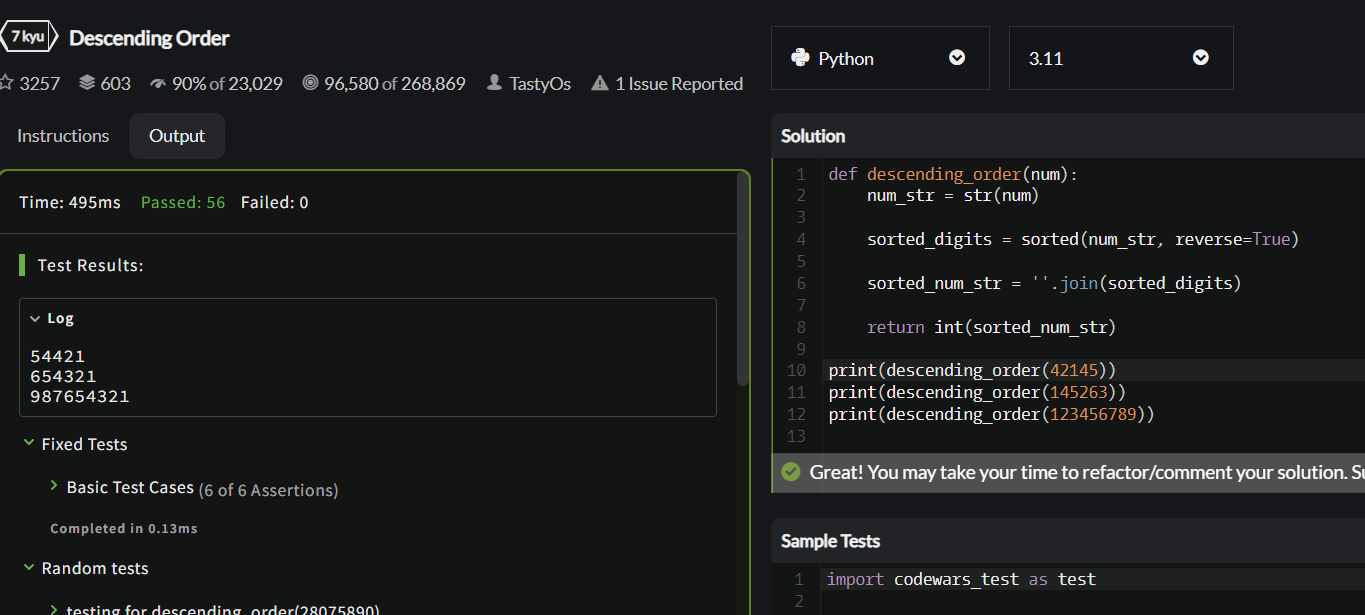 7 kyu Descending Order
3257 603 90% of 23,029 96,580 of 268,869 TastyOs 1 Issue Reported
Instructions Output
Time: 495ms Passed: 56 Failed: 0
Test Results:
Log
54421
654321
987654321
Fixed Tests
Basic Test Cases (6 of 6 Assertions)
Completed in 0.13ms
Random tests
testing for descending_order(28075890)
Python 3.11
Solution
1 def descending_order(num):
2     num_str = str(num)
3
4     sorted_digits = sorted(num_str, reverse=True)
5
6     sorted_num_str = ''.join(sorted_digits)
7
8     return int(sorted_num_str)
9
10 print(descending_order(42145))
11 print(descending_order(145263))
12 print(descending_order(123456789))
13
Great! You may take your time to refactor/comment your solution.
Sample Tests
1 import codewars_test as test
2